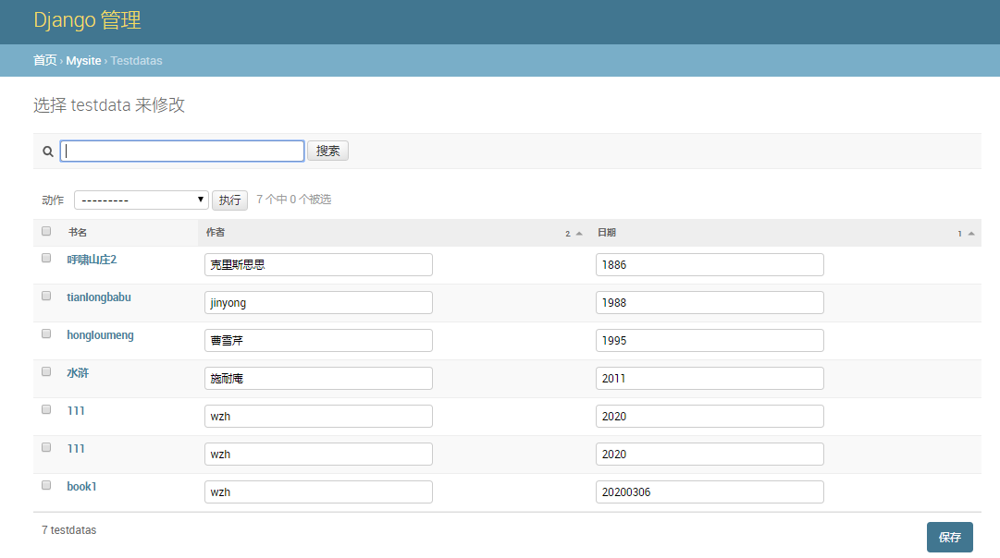 Django 管理
首页 › Mysite › Testdatas
选择 testdata 来修改
搜索
动作 --------- 执行 7 个中 0 个被选
书名 作者 2 日期 1
呼啸山庄2 克里斯思思 1886
tianlongbabu jinyong 1988
hongloumeng 曹雪芹 1995
水浒 施耐庵 2011
111 wzh 2020
111 wzh 2020
book1 wzh 20200306
7 testdatas 保存